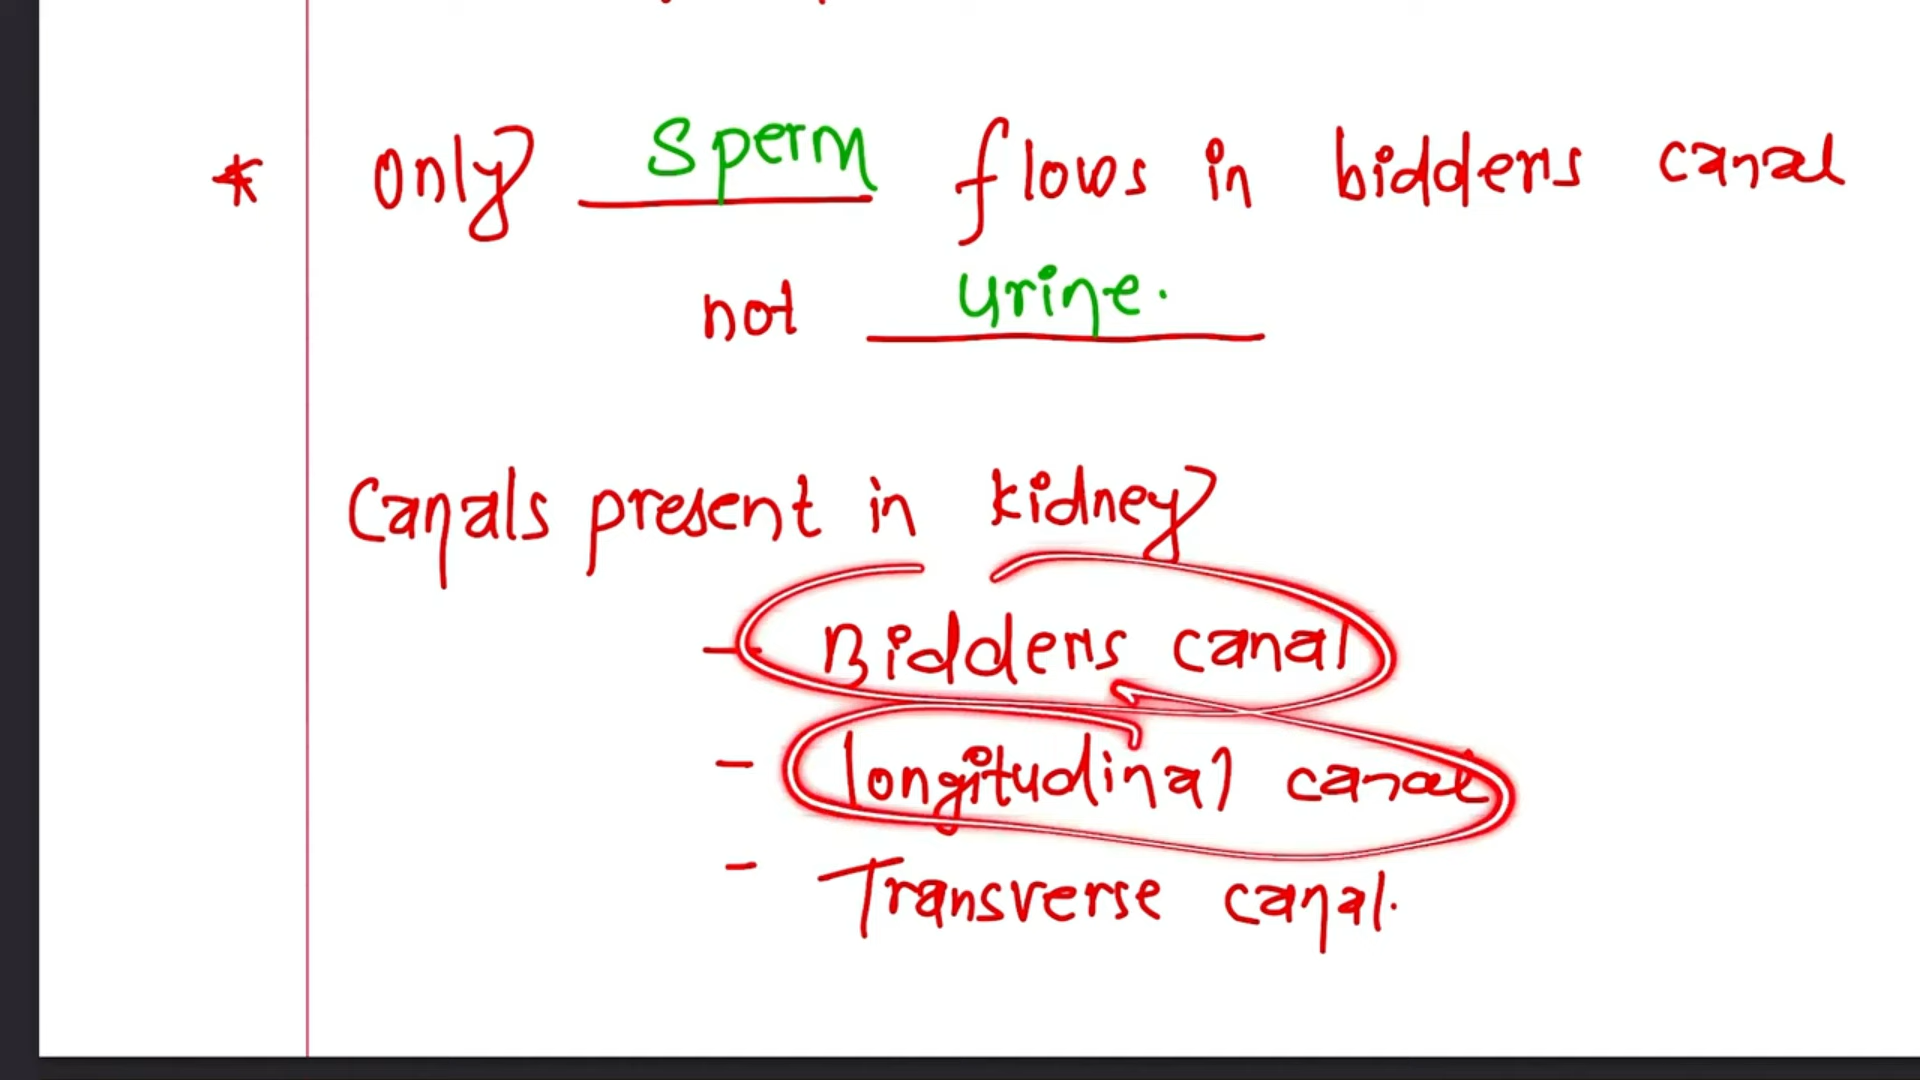 * Only sperm flows in bidders canal
not urine.
Canals present in kidney
- Bidders canal
- longitudinal canal
- Transverse canal.